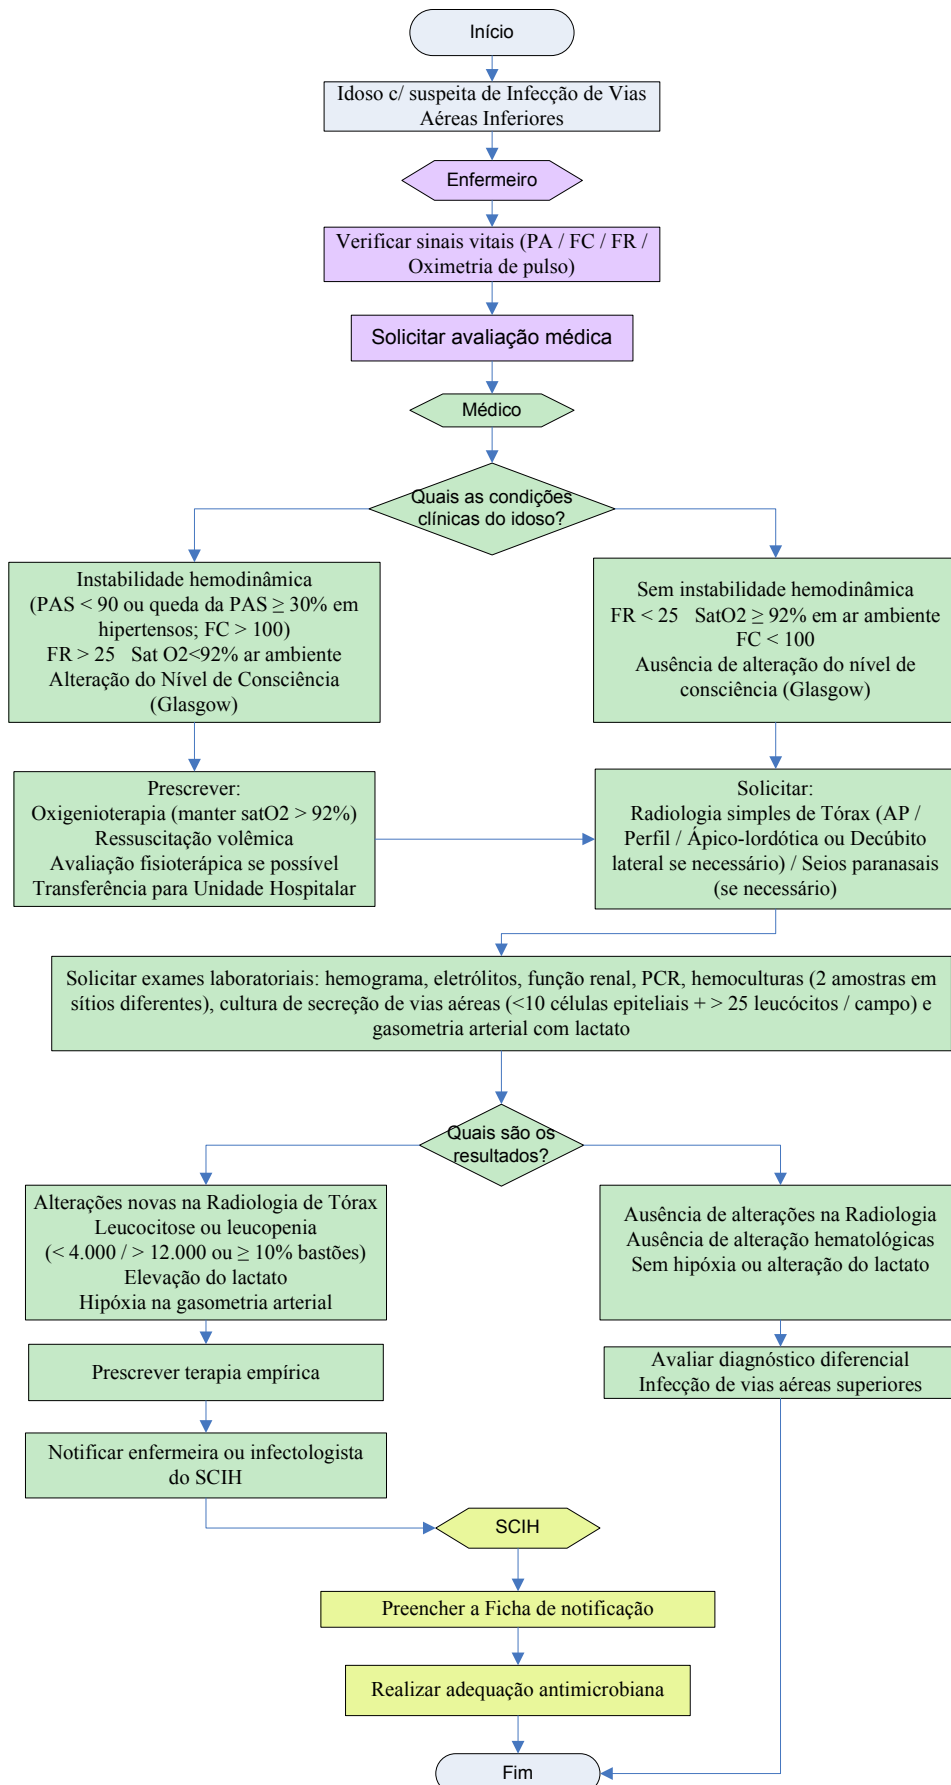 Início
Idoso c/ suspeita de Infecção de Vias
Aéreas Inferiores
Enfermeiro
Verificar sinais vitais (PA / FC / FR /
Oximetria de pulso)
Solicitar avaliação médica
Médico
Quais as condições
clínicas do idoso?
Instabilidade hemodinâmica
(PAS < 90 ou queda da PAS ≥ 30% em
hipertensos; FC > 100)
FR > 25 Sat O2<92% ar ambiente
Alteração do Nível de Consciência
(Glasgow)
Sem instabilidade hemodinâmica
FR < 25 SatO2 ≥ 92% em ar ambiente
FC < 100
Ausência de alteração do nível de
consciência (Glasgow)
Prescrever:
Oxigenioterapia (manter satO2 > 92%)
Ressuscitação volêmica
Avaliação fisioterápica se possível
Transferência para Unidade Hospitalar
Solicitar:
Radiologia simples de Tórax (AP /
Perfil / Ápico-lordótica ou Decúbito
lateral se necessário) / Seios paranasais
(se necessário)
Solicitar exames laboratoriais: hemograma, eletrólitos, função renal, PCR, hemoculturas (2 amostras em
sítios diferentes), cultura de secreção de vias aéreas (<10 células epiteliais + > 25 leucócitos / campo) e
gasometria arterial com lactato
Quais são os
resultados?
Alterações novas na Radiologia de Tórax
Leucocitose ou leucopenia
(< 4.000 / > 12.000 ou ≥ 10% bastões)
Elevação do lactato
Hipóxia na gasometria arterial
Ausência de alterações na Radiologia
Ausência de alteração hematológicas
Sem hipóxia ou alteração do lactato
Prescrever terapia empírica
Avaliar diagnóstico diferencial
Infecção de vias aéreas superiores
Notificar enfermeira ou infectologista
do SCIH
SCIH
Preencher a Ficha de notificação
Realizar adequação antimicrobiana
Fim